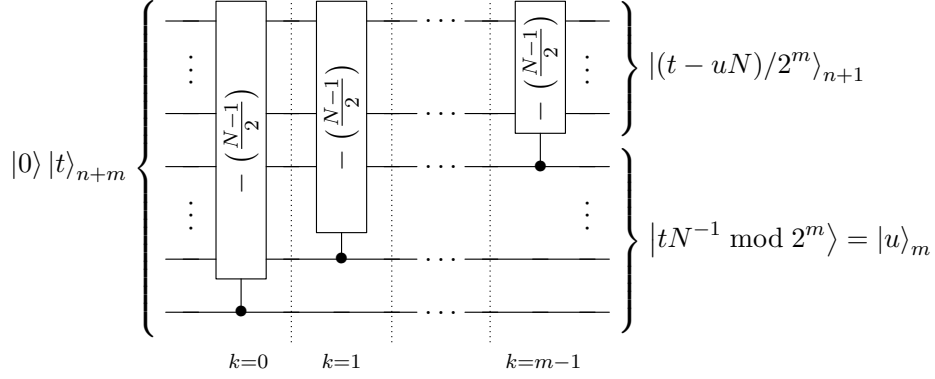 − (N−1/2)
− (N−1/2)
· · ·
− (N−1/2)
|(t − uN)/2^m⟩_{n+1}
|0⟩ |t⟩_{n+m}
· · ·
|tN^{−1} mod 2^m⟩ = |u⟩_m
k=0
k=1
k=m−1